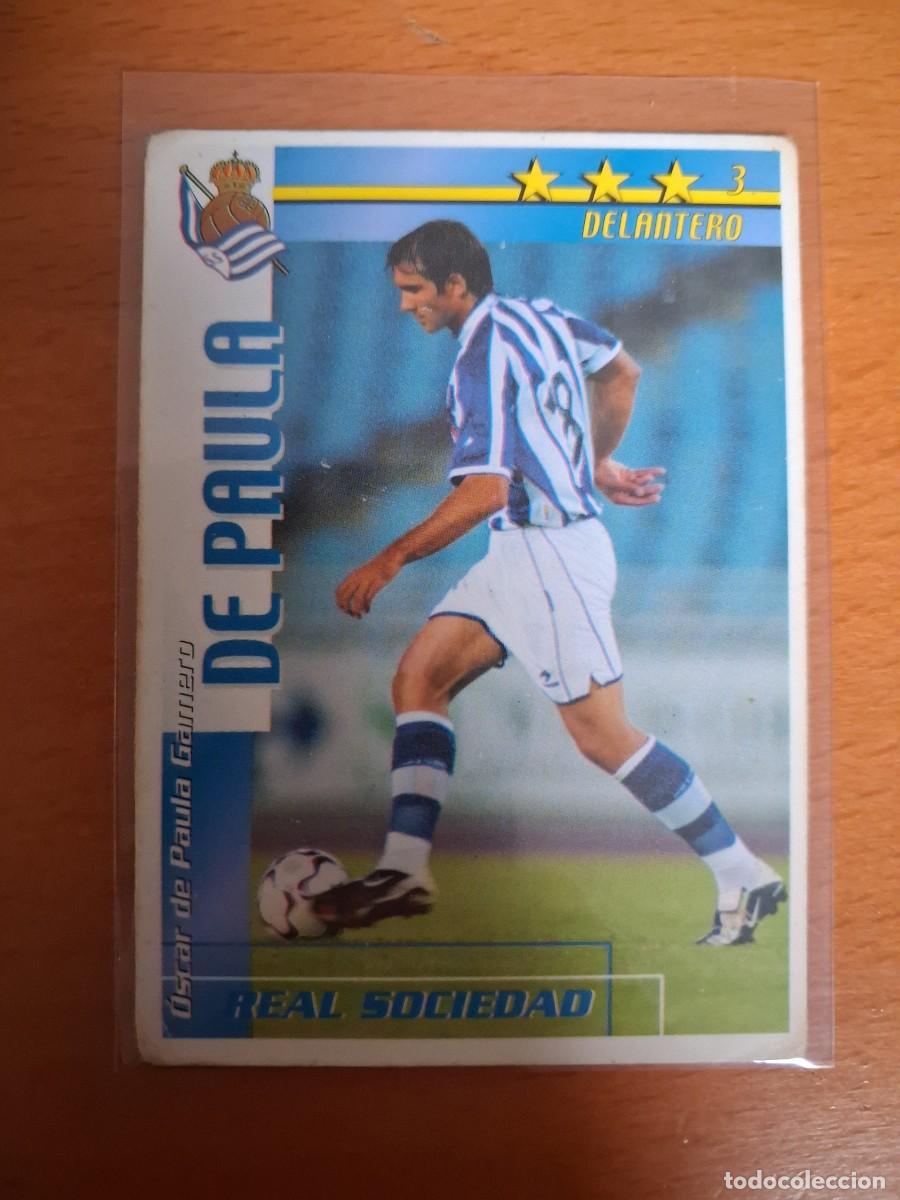 3
DELANTERO
DE PAULA
Óscar de Paula Gamero
REAL SOCIEDAD
todocoleccion